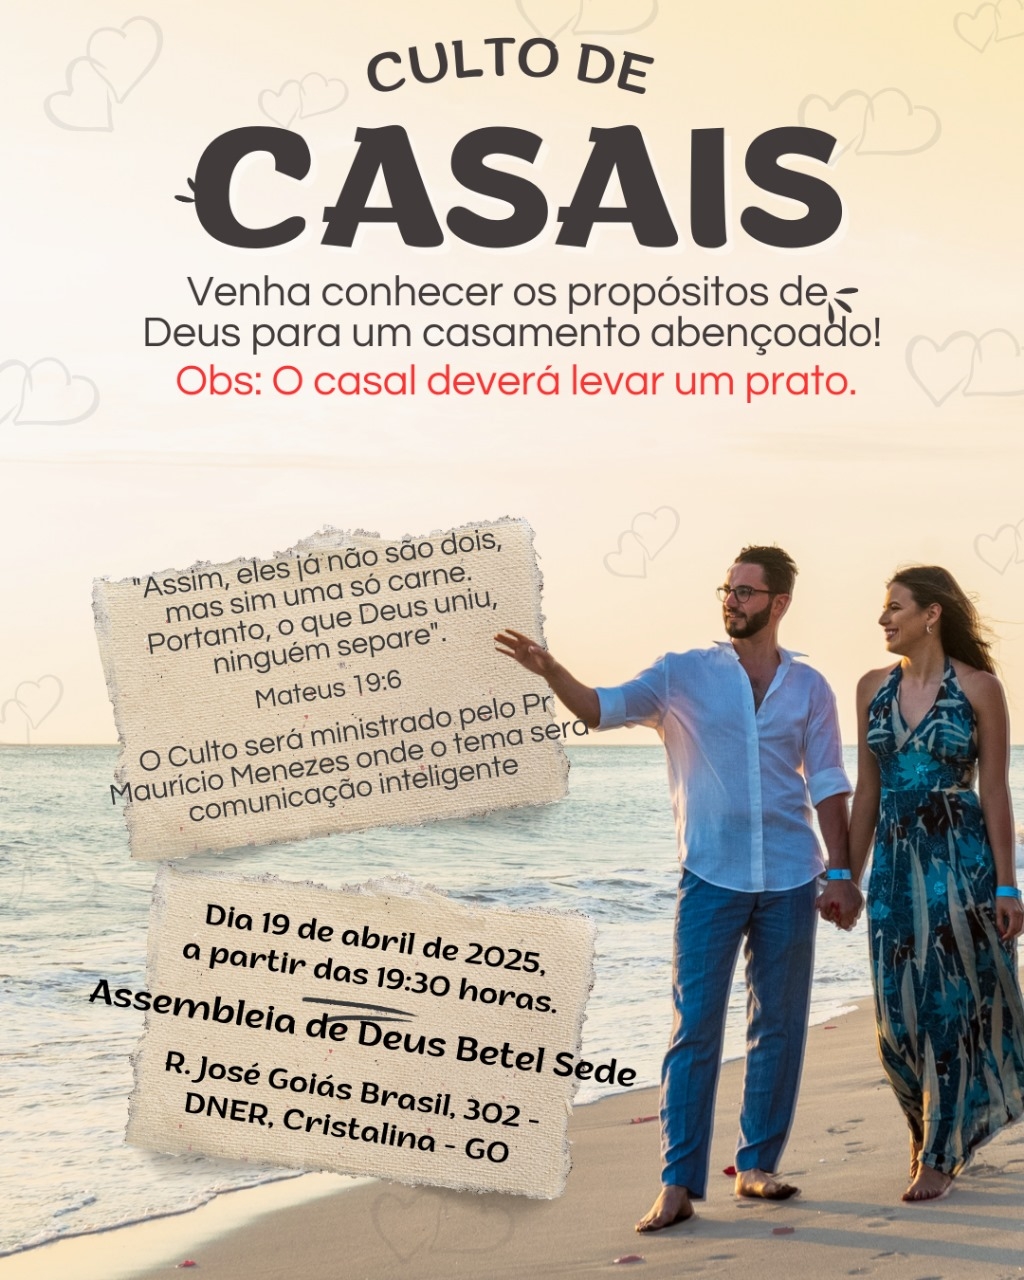 CULTO DE
CASAIS
Venha conhecer os propósitos de
Deus para um casamento abençoado!
Obs: O casal deverá levar um prato.
"Assim, eles já não são dois,
mas sim uma só carne.
Portanto, o que Deus uniu,
ninguém separe".
Mateus 19:6
O Culto será ministrado pelo Pr
Maurício Menezes onde o tema será
comunicação inteligente
Dia 19 de abril de 2025,
a partir das 19:30 horas.
Assembleia de Deus Betel Sede
R. José Goiás Brasil, 302 -
DNER, Cristalina - GO